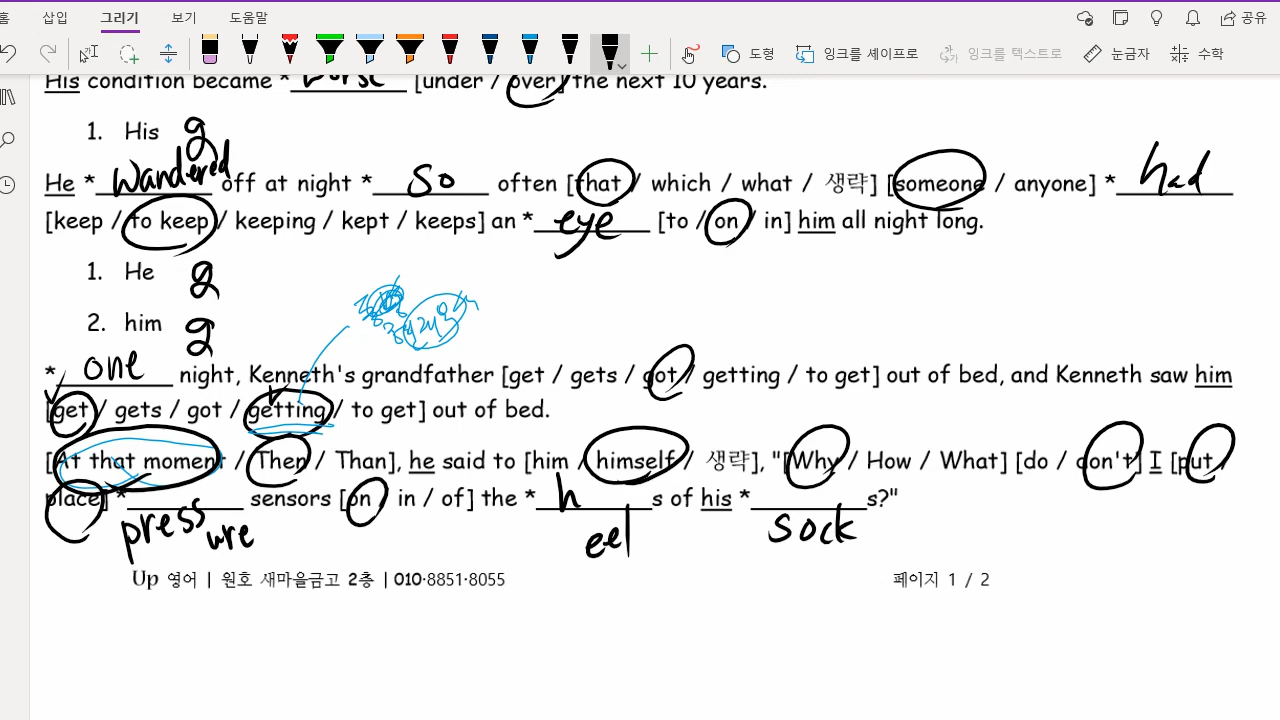 홈 삽입 그리기 보기 도움말 공유
도형 잉크를 셰이프로 잉크를 텍스트로 눈금자 수학
His condition became * worse [under / over] the next 10 years.
1. His g
He * wandered off at night * so often [that / which / what / 생략] [someone / anyone] * had
[keep / to keep / keeping / kept / keeps] an * eye [to / on / in] him all night long.
1. He g
2. him g
* one night, Kenneth's grandfather [get / gets / got / getting / to get] out of bed, and Kenneth saw him
[get / gets / got / getting / to get] out of bed.
[At that moment / Then / Than], he said to [him / himself / 생략], "[Why / How / What] [do / don't] I [put /
place] * pressure sensors [on / in / of] the * heels of his * socks?"
Up 영어 | 원호 새마을금고 2층 | 010·8851·8055 페이지 1 / 2